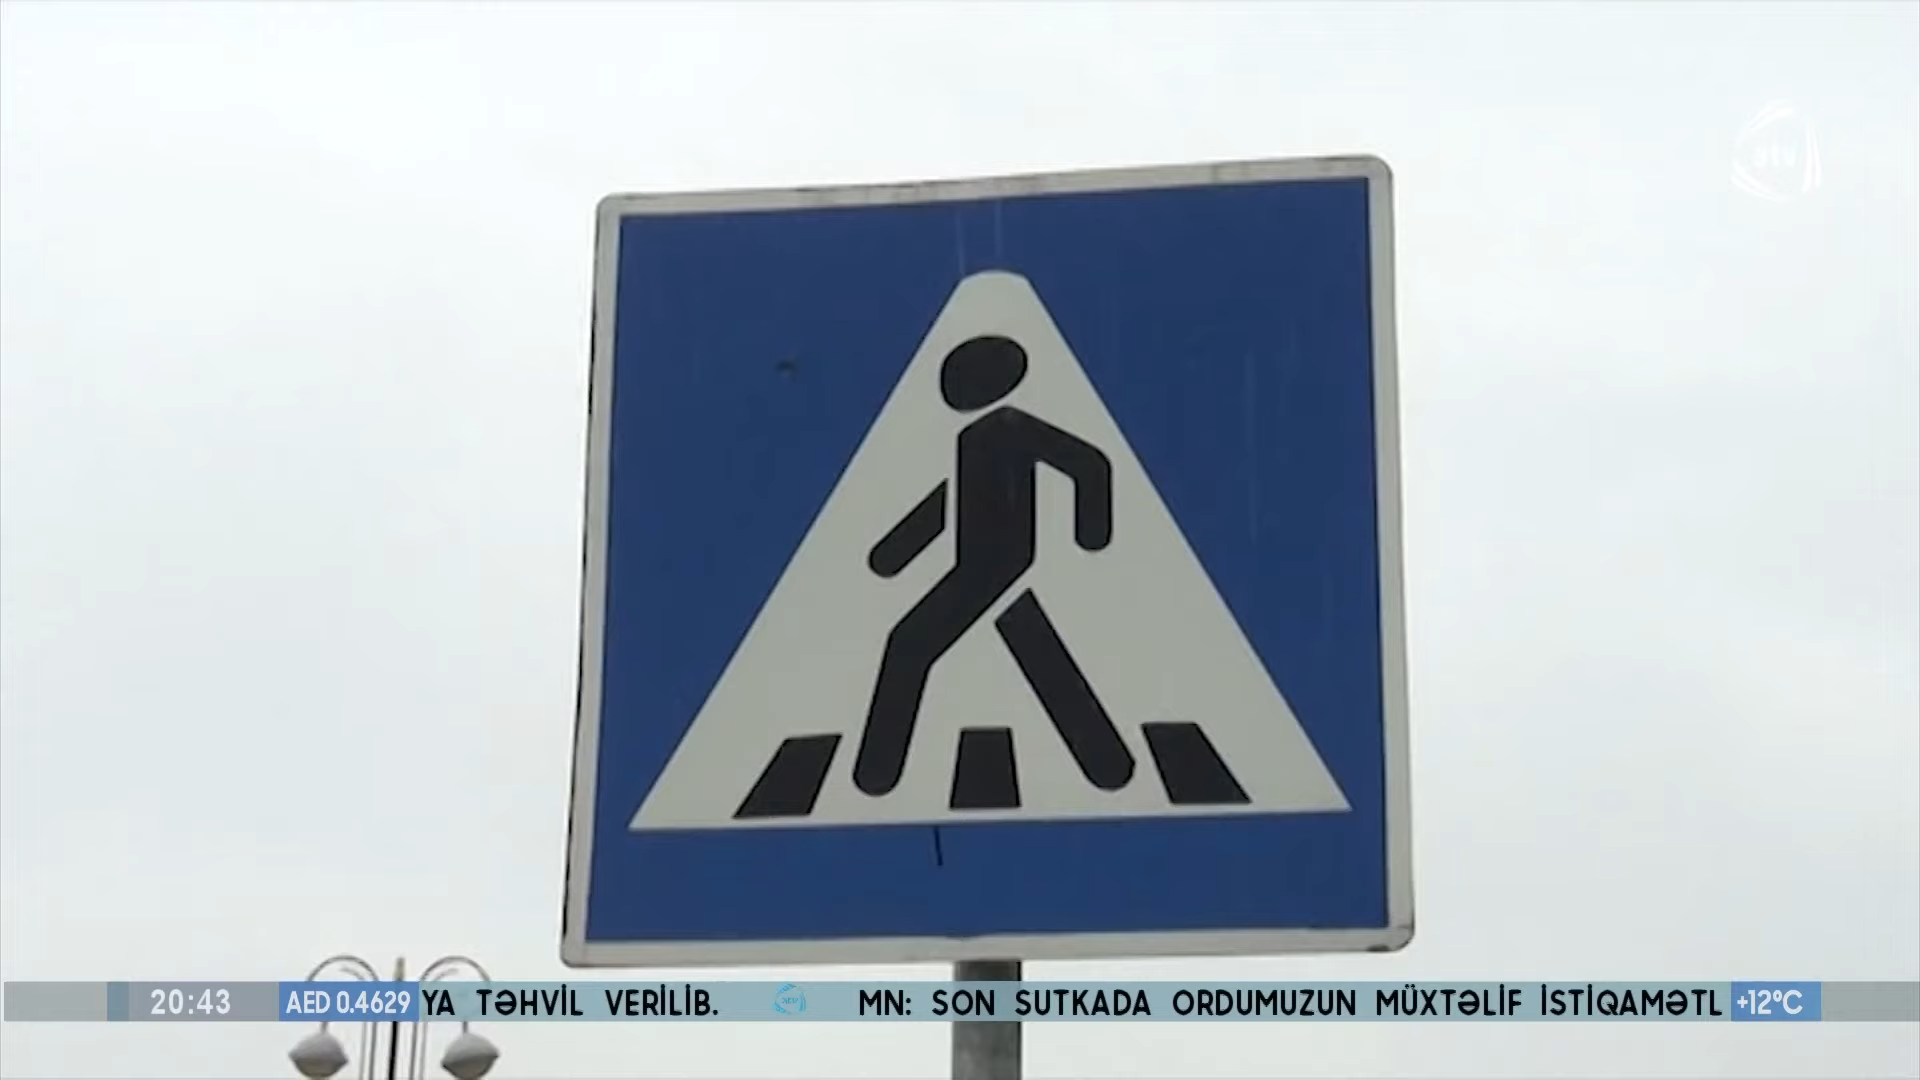 20:43 AED 0.4629 YA TƏHVİL VERİLİB. MN: SON SUTKADA ORDUMUZUN MÜXTƏLİF İSTİQAMƏTL +12°C